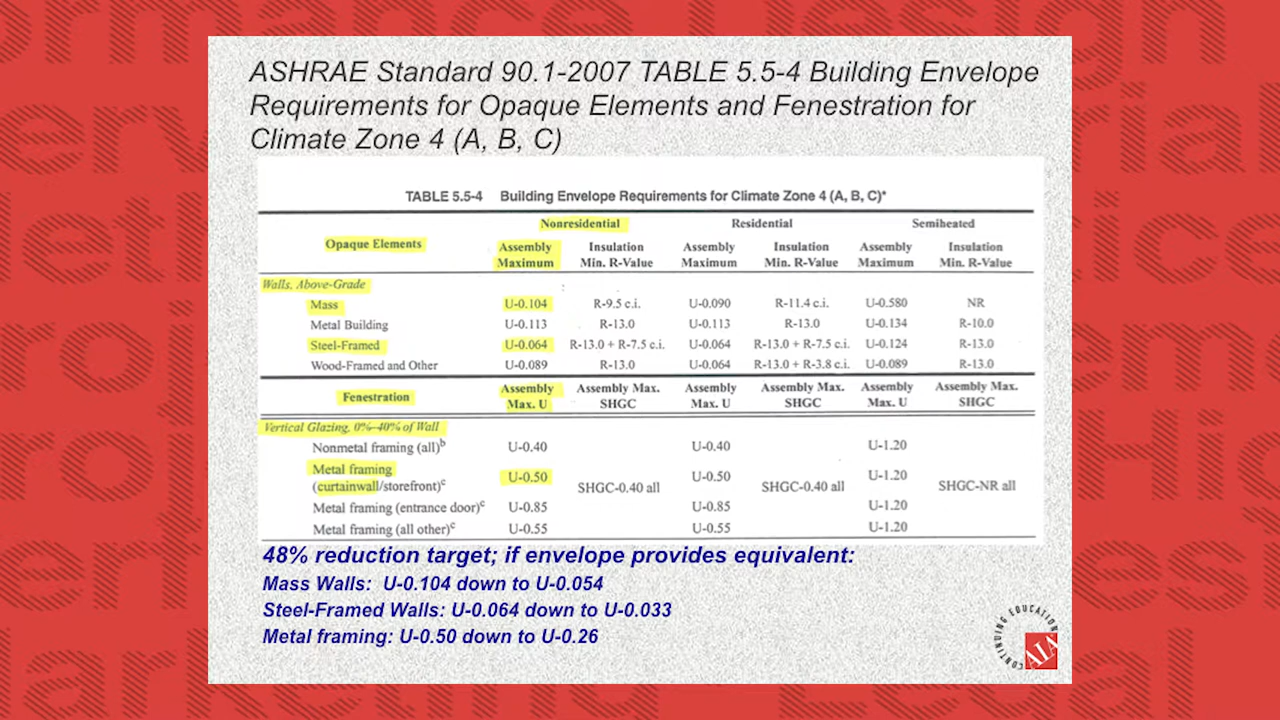 ASHRAE Standard 90.1-2007 TABLE 5.5-4 Building Envelope
Requirements for Opaque Elements and Fenestration for
Climate Zone 4 (A, B, C)
TABLE 5.5-4 Building Envelope Requirements for Climate Zone 4 (A, B, C)*
Nonresidential Residential Semiheated
Opaque Elements Assembly Maximum Insulation Min. R-Value Assembly Maximum Insulation Min. R-Value Assembly Maximum Insulation Min. R-Value
Walls, Above-Grade
Mass U-0.104 R-9.5 c.i. U-0.090 R-11.4 c.i. U-0.580 NR
Metal Building U-0.113 R-13.0 U-0.113 R-13.0 U-0.134 R-10.0
Steel-Framed U-0.064 R-13.0 + R-7.5 c.i. U-0.064 R-13.0 + R-7.5 c.i. U-0.124 R-13.0
Wood-Framed and Other U-0.089 R-13.0 U-0.064 R-13.0 + R-3.8 c.i. U-0.089 R-13.0
Fenestration Assembly Max. U Assembly Max. SHGC Assembly Max. U Assembly Max. SHGC Assembly Max. U Assembly Max. SHGC
Vertical Glazing, 0%–40% of Wall
Nonmetal framing (all)b U-0.40 U-0.40 U-1.20
Metal framing (curtainwall/storefront)c U-0.50 SHGC-0.40 all U-0.50 SHGC-0.40 all U-1.20 SHGC-NR all
Metal framing (entrance door)c U-0.85 U-0.85 U-1.20
Metal framing (all other)c U-0.55 U-0.55 U-1.20
48% reduction target; if envelope provides equivalent:
Mass Walls: U-0.104 down to U-0.054
Steel-Framed Walls: U-0.064 down to U-0.033
Metal framing: U-0.50 down to U-0.26
CONTINUING EDUCATION
AIA